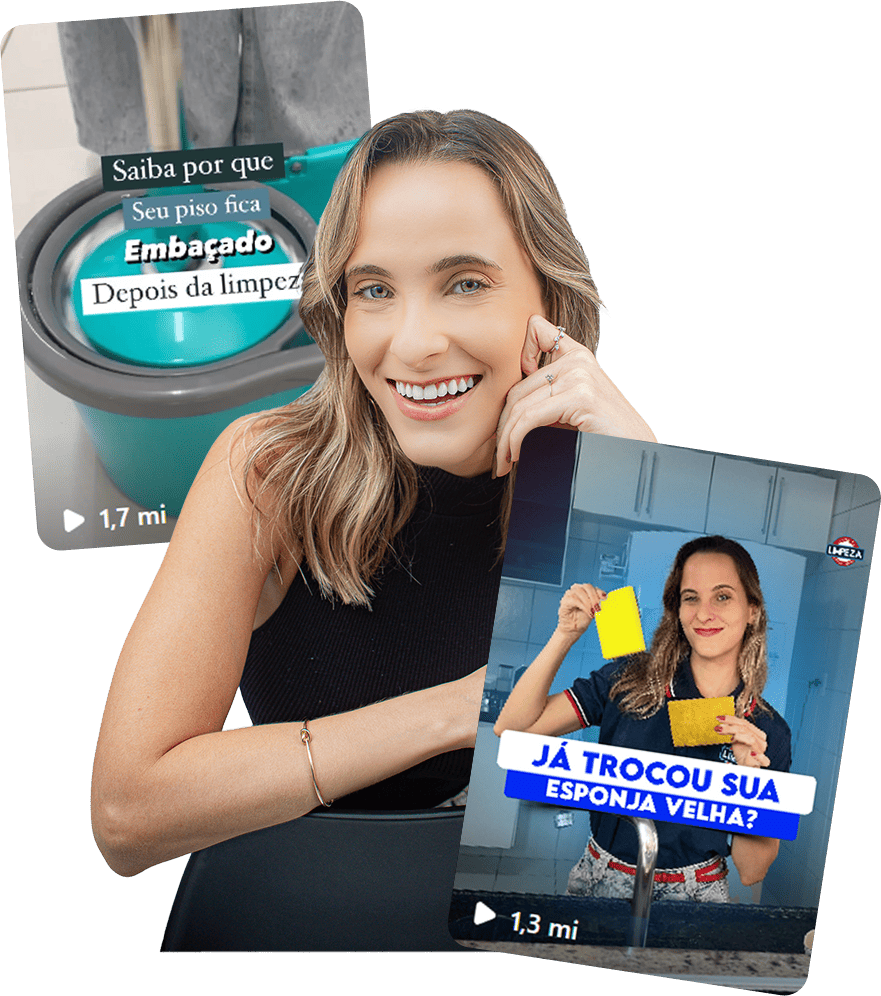 Saiba por que
Seu piso fica
Embaçado
Depois da limpez
1,7 mi
LIMPEZA
JÁ TROCOU SUA
ESPONJA VELHA?
1,3 mi